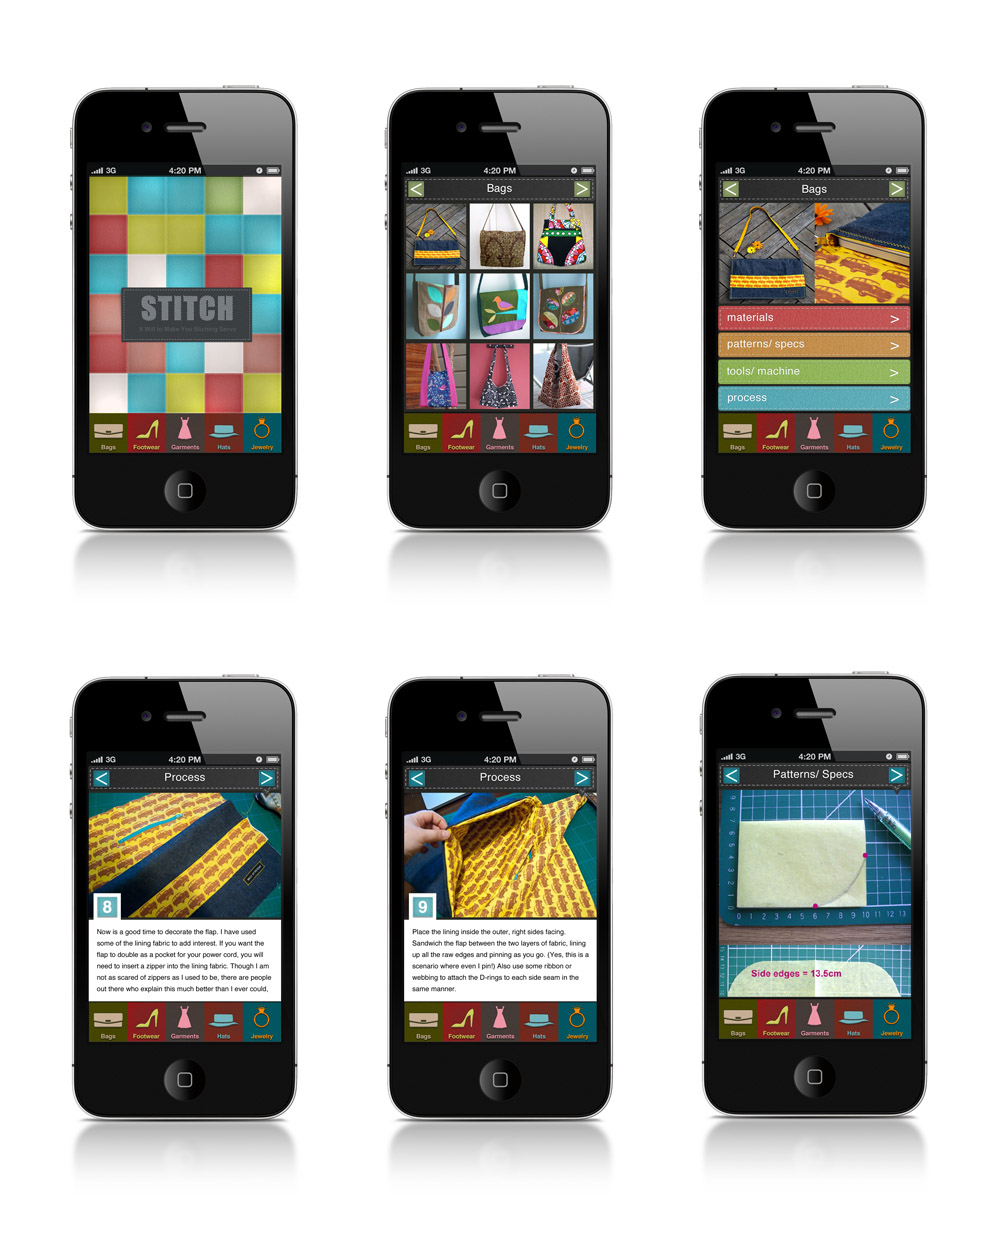 3G 4:20 PM
STITCH
It Will to Make You Stiching Savvy
Bags Footwear Garments Hats Jewelry
3G 4:20 PM
< Bags >
Bags Footwear Garments Hats Jewelry
3G 4:20 PM
< Bags >
materials >
patterns/ specs >
tools/ machine >
process >
Bags Footwear Garments Hats Jewelry
3G 4:20 PM
< Process >
8
Now is a good time to decorate the flap. I have used
some of the lining fabric to add interest. If you want the
flap to double as a pocket for your power cord, you will
need to insert a zipper into the lining fabric. Though I am
not as scared of zippers as I used to be, there are people
out there who explain this much better than I ever could,
Bags Footwear Garments Hats Jewelry
3G 4:20 PM
< Process >
9
Place the lining inside the outer, right sides facing.
Sandwich the flap between the two layers of fabric, lining
up all the raw edges and pinning as you go. (Yes, this is a
scenario where even I pin!) Also use some ribon or
webbing to attach the D-rings to each side seam in the
same manner.
Bags Footwear Garments Hats Jewelry
3G 4:20 PM
< Patterns/ Specs >
0 1 2 3 4 5 6 7 8 9 10 11 12 13
Side edges = 13.5cm
Bags Footwear Garments Hats Jewelry